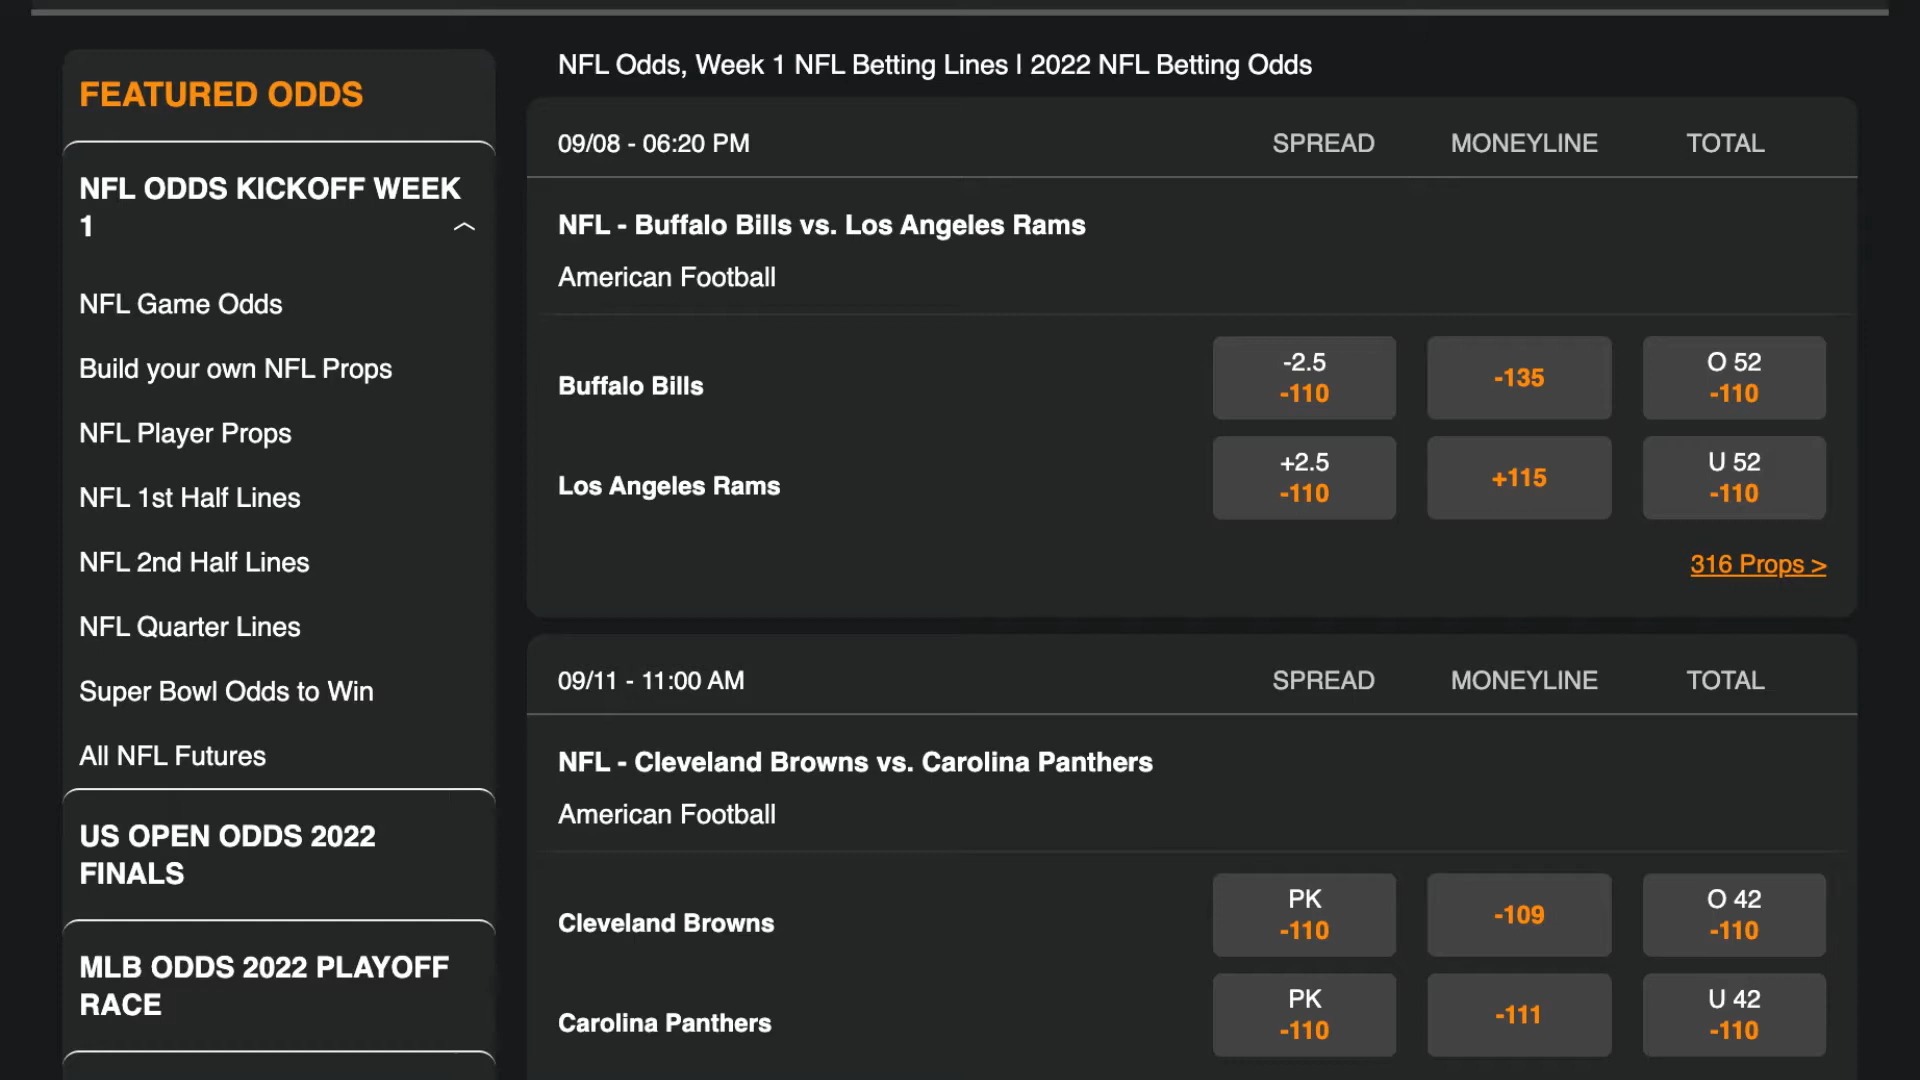 FEATURED ODDS
NFL ODDS KICKOFF WEEK
1
NFL Game Odds
Build your own NFL Props
NFL Player Props
NFL 1st Half Lines
NFL 2nd Half Lines
NFL Quarter Lines
Super Bowl Odds to Win
All NFL Futures
US OPEN ODDS 2022
FINALS
MLB ODDS 2022 PLAYOFF
RACE
NFL Odds, Week 1 NFL Betting Lines | 2022 NFL Betting Odds
09/08 - 06:20 PM SPREAD MONEYLINE TOTAL
NFL - Buffalo Bills vs. Los Angeles Rams
American Football
Buffalo Bills -2.5 -110 -135 O 52 -110
Los Angeles Rams +2.5 -110 +115 U 52 -110
316 Props >
09/11 - 11:00 AM SPREAD MONEYLINE TOTAL
NFL - Cleveland Browns vs. Carolina Panthers
American Football
Cleveland Browns PK -110 -109 O 42 -110
Carolina Panthers PK -110 -111 U 42 -110